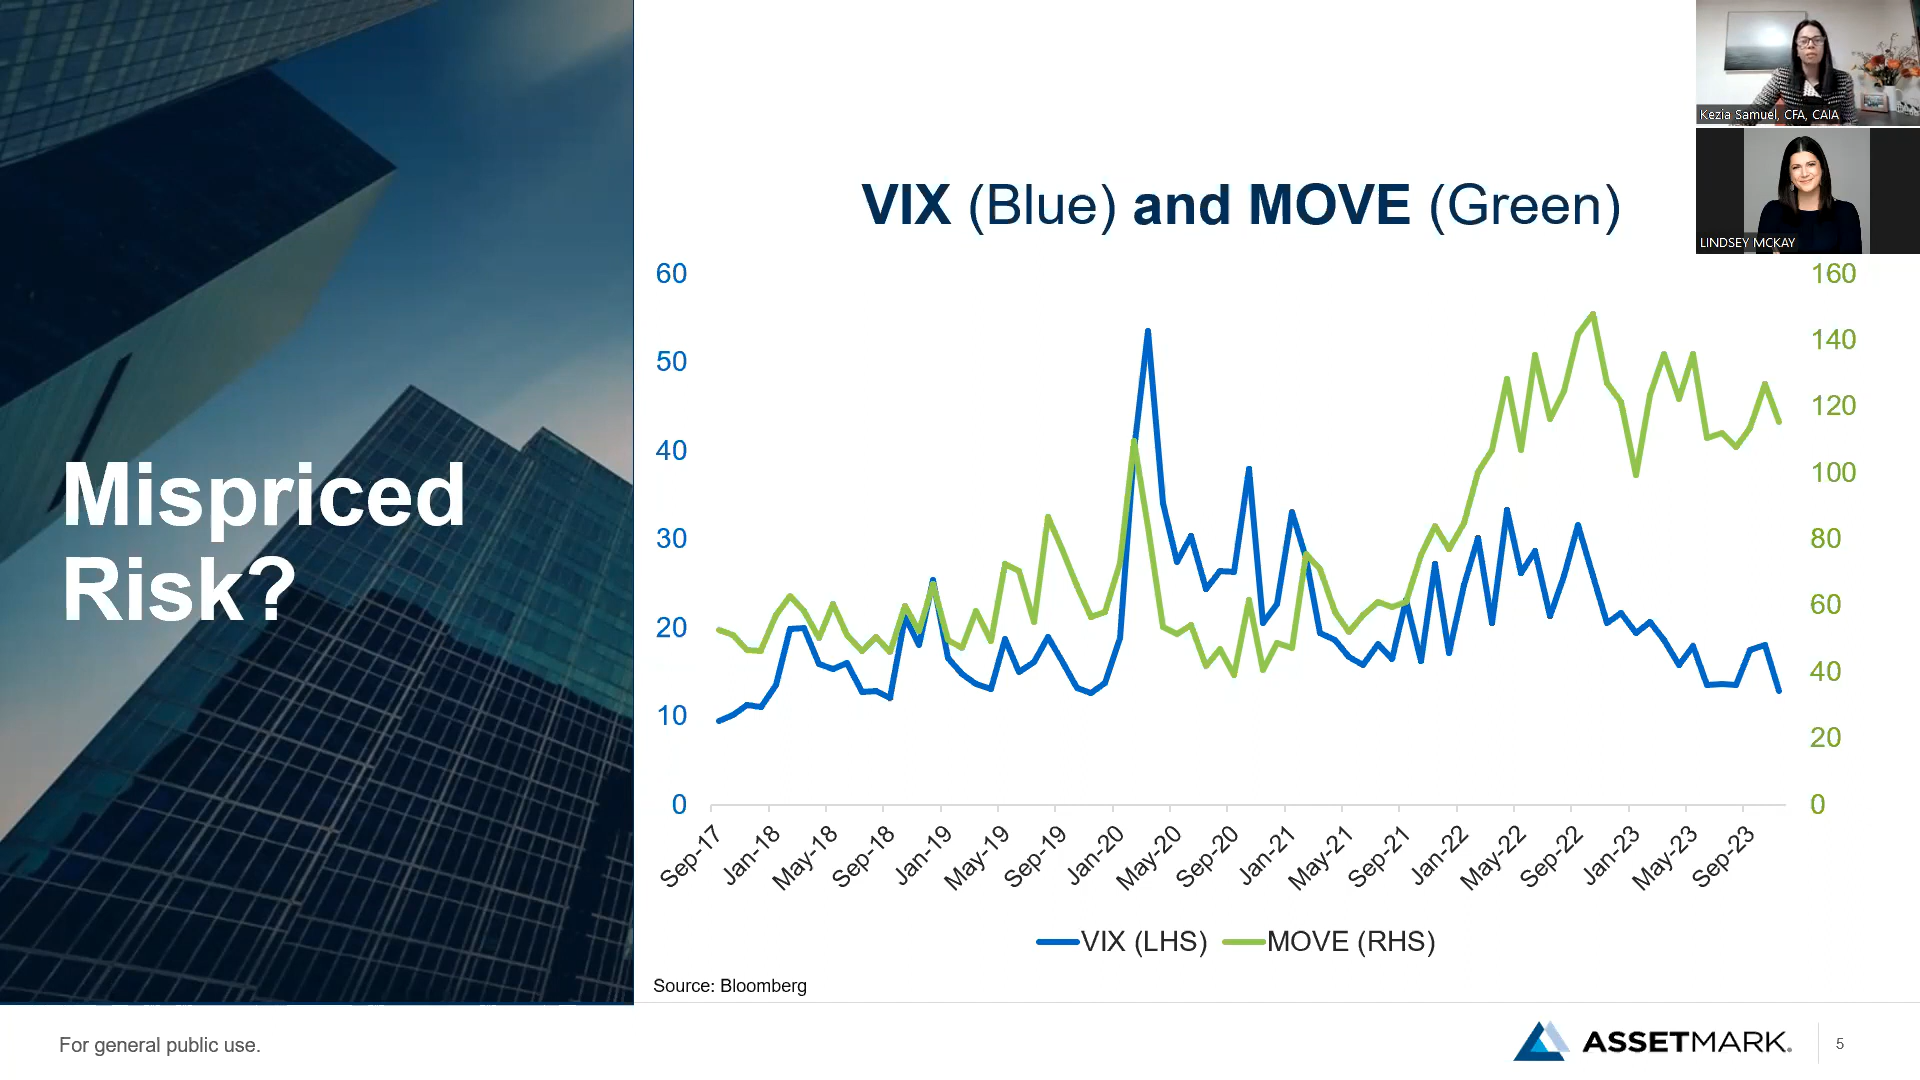 Mispriced
Risk?
VIX (Blue) and MOVE (Green)
60
50
40
30
20
10
0
160
140
120
100
80
60
40
20
0
Sep-17
Jan-18
May-18
Sep-18
Jan-19
May-19
Sep-19
Jan-20
May-20
Sep-20
Jan-21
May-21
Sep-21
Jan-22
May-22
Sep-22
Jan-23
May-23
Sep-23
VIX (LHS) MOVE (RHS)
Source: Bloomberg
Kezia Samuel, CFA, CAIA
LINDSEY MCKAY
For general public use.
ASSETMARK.
5